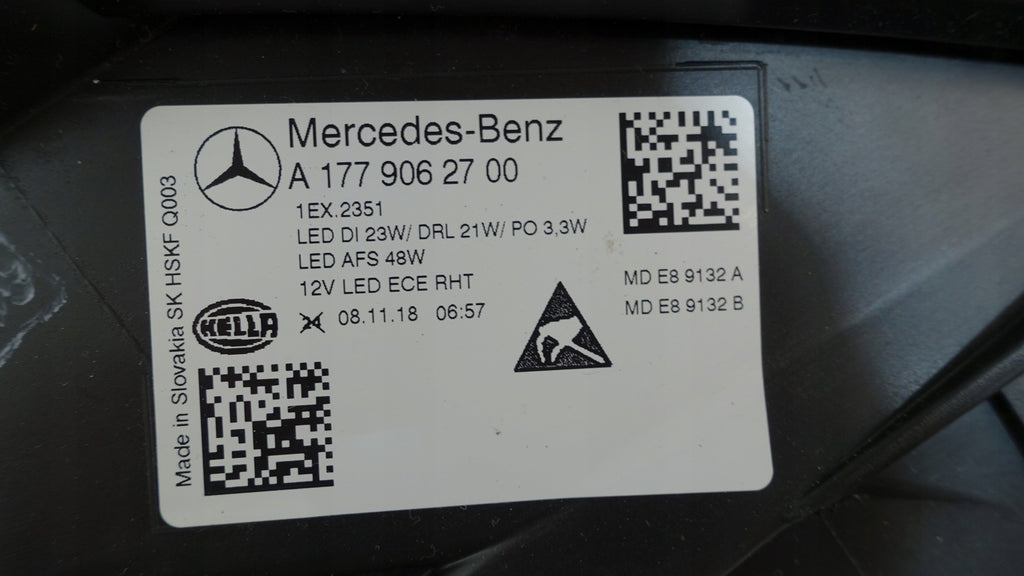 Mercedes-Benz
A 177 906 27 00
1EX.2351
LED DI 23W/ DRL 21W/ PO 3,3W
LED AFS 48W
12V LED ECE RHT
08.11.18 06:57
HELLA
MD E8 9132 A
MD E8 9132 B
Made in Slovakia SK HSKF Q003